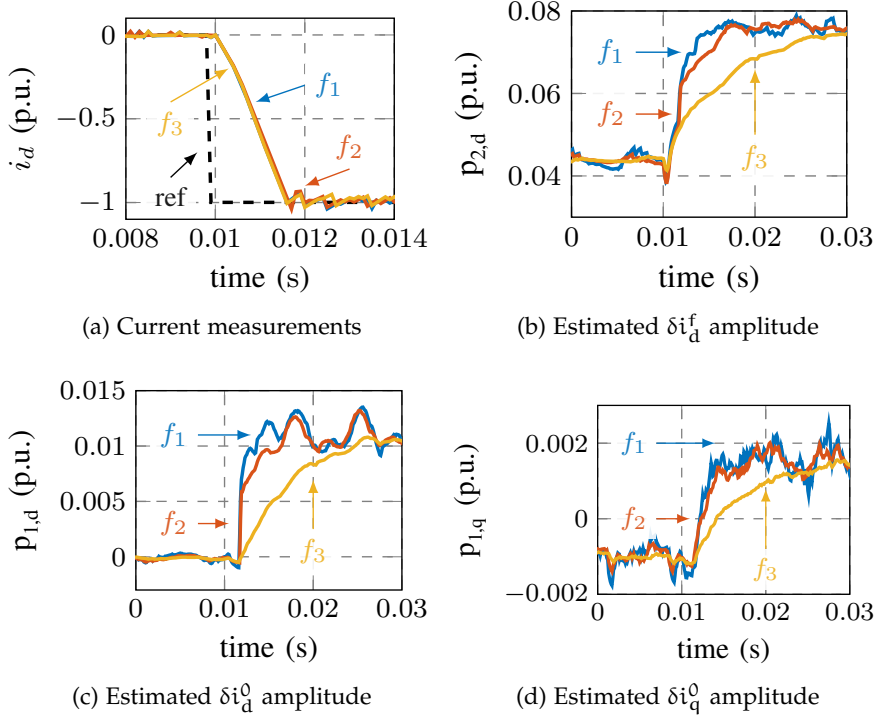 0
−0.5
−1
0.008
0.01
0.012
0.014
i_d (p.u.)
time (s)
f_1
f_3
f_2
ref
(a) Current measurements
0.08
0.06
0.04
0
0.01
0.02
0.03
p_{2,d} (p.u.)
time (s)
f_1
f_2
f_3
(b) Estimated δi_d^f amplitude
0.015
0.01
0.005
0
0
0.01
0.02
0.03
p_{1,d} (p.u.)
time (s)
f_1
f_2
f_3
(c) Estimated δi_d^0 amplitude
0.002
0
−0.002
0
0.01
0.02
0.03
p_{1,q} (p.u.)
time (s)
f_1
f_2
f_3
(d) Estimated δi_q^0 amplitude